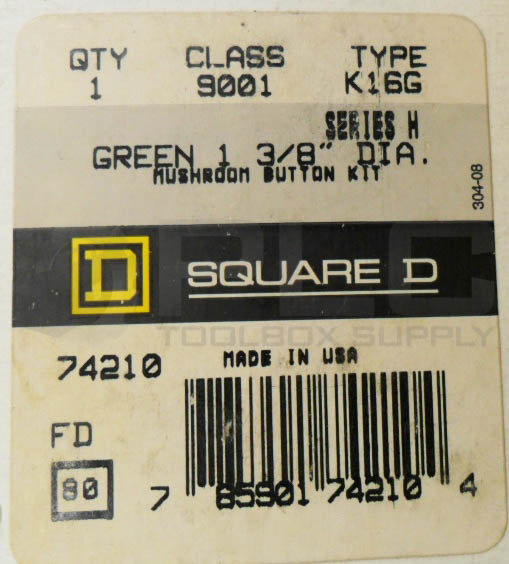 QTY CLASS TYPE
1 9001 K16G
SERIES H
GREEN 1 3/8" DIA.
MUSHROOM BUTTON KIT
304-08
D SQUARE D
PLC
TOOLBOX SUPPLY
74210 MADE IN USA
FD
80
7 85901 74210 4